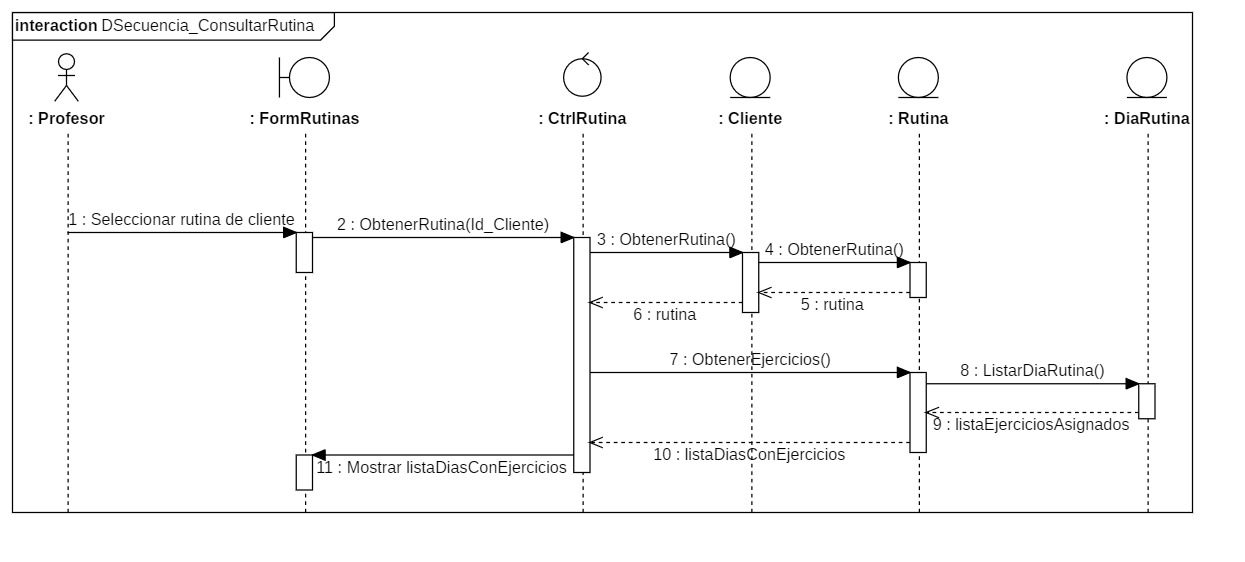 interaction DSecuencia_ConsultarRutina
: Profesor
: FormRutinas
: CtrlRutina
: Cliente
: Rutina
: DiaRutina
1 : Seleccionar rutina de cliente
2 : ObtenerRutina(Id_Cliente)
3 : ObtenerRutina()
4 : ObtenerRutina()
5 : rutina
6 : rutina
7 : ObtenerEjercicios()
8 : ListarDiaRutina()
9 : listaEjerciciosAsignados
10 : listaDiasConEjercicios
11 : Mostrar listaDiasConEjercicios